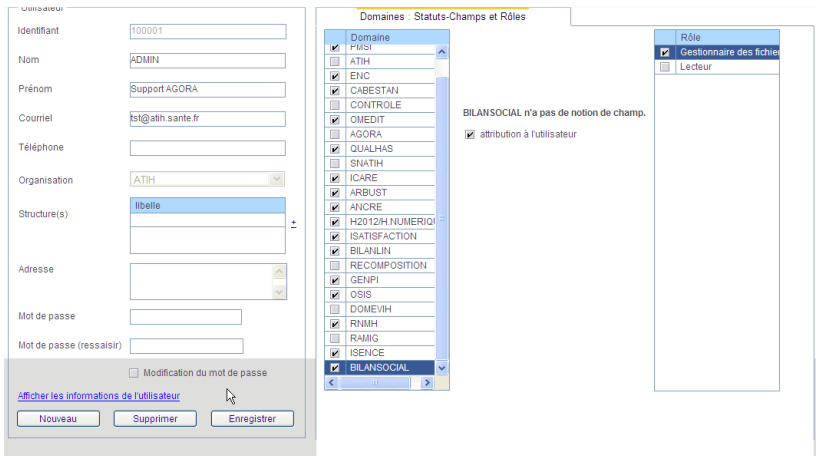 Utilisateur
Identifiant
100001
Nom
ADMIN
Prénom
Support AGORA
Courriel
tst@atih.sante.fr
Téléphone
Organisation
ATIH
Structure(s)
libelle
+
Adresse
Mot de passe
Mot de passe (ressaisir)
Modification du mot de passe
Afficher les informations de l'utilisateur
Nouveau
Supprimer
Enregistrer
Domaines : Statuts-Champs et Rôles
Domaine
PMSI
ATIH
ENC
CABESTAN
CONTROLE
OMEDIT
AGORA
QUALHAS
SNATIH
ICARE
ARBUST
ANCRE
H2012/H.NUMERIQU
ISATISFACTION
BILANLIN
RECOMPOSITION
GENPI
OSIS
DOMEVIH
RNMH
RAMIG
ISENCE
BILANSOCIAL
BILANSOCIAL n'a pas de notion de champ.
attribution à l'utilisateur
Rôle
Gestionnaire des fichier
Lecteur